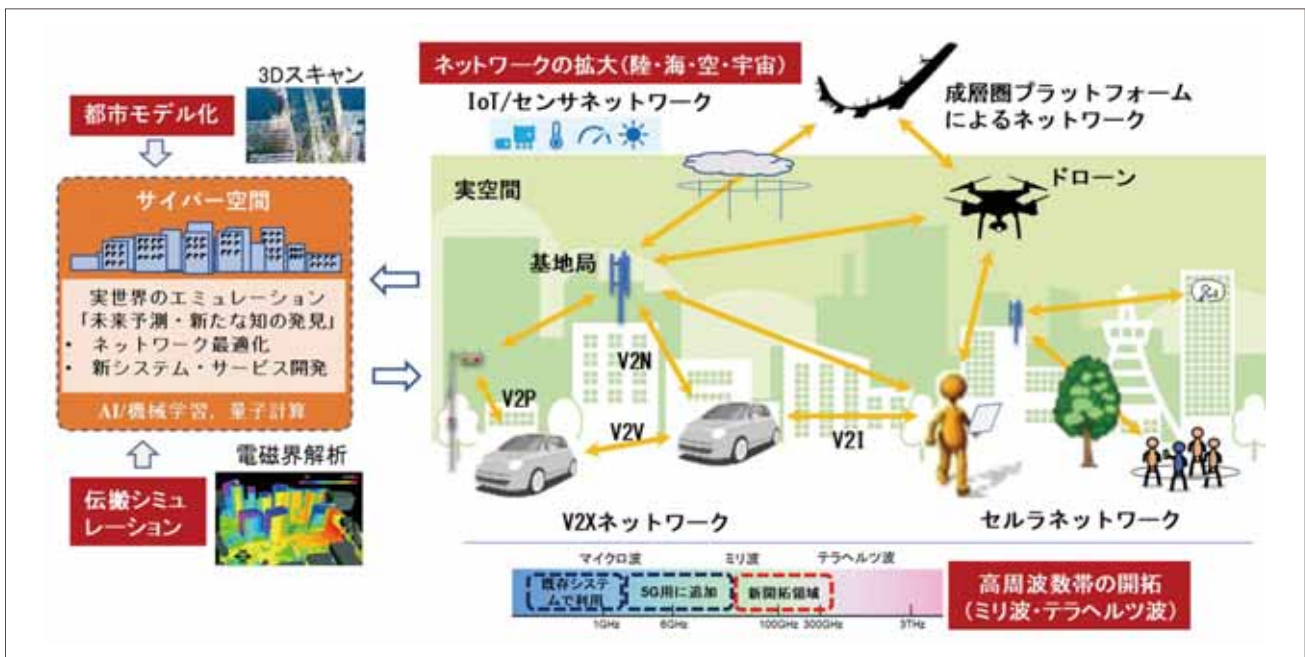 ネットワークの拡大(陸・海・空・宇宙)
3Dスキャン
都市モデル化
IoT/センサネットワーク
成層圏プラットフォーム
によるネットワーク
サイバー空間
実空間
ドローン
基地局
実世界のエミュレーション
「未来予測・新たな知の発見」
・ ネットワーク最適化
・ 新システム・サービス開発
AI/機械学習, 量子計算
V2N
V2P
V2V
V2I
電磁界解析
伝搬シミュ
レーション
V2Xネットワーク
セルラネットワーク
マイクロ波
ミリ波
テラヘルツ波
既存システ
ムで利用
5G用に追加
新開拓領域
1GHz
6GHz
100GHz
300GHz
3THz
高周波数帯の開拓
(ミリ波・テラヘルツ波)